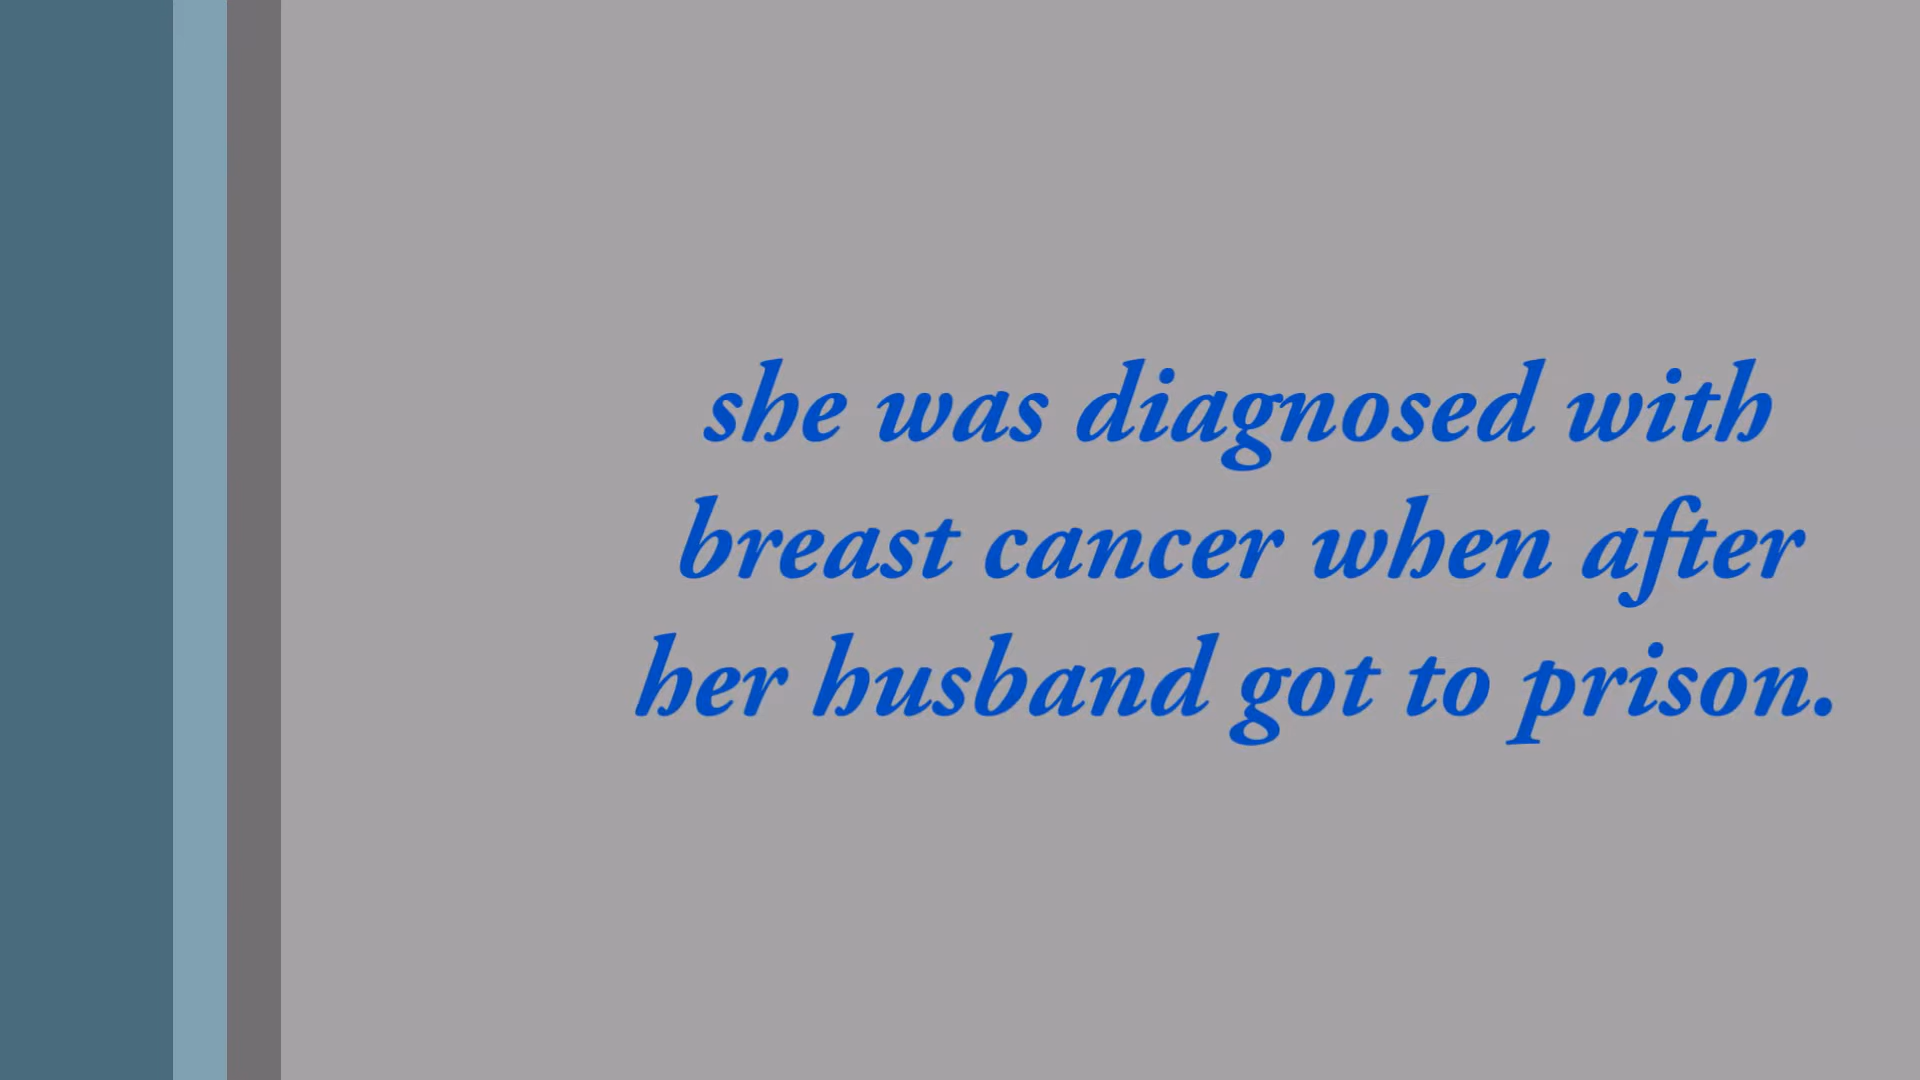 she was diagnosed with
breast cancer when after
her husband got to prison.